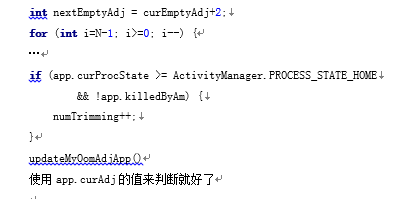 int nextEmptyAdj = curEmptyAdj+2;↓
for (int i=N-1; i>=0; i--) {↵
…↵
if (app.curProcState >= ActivityManager.PROCESS_STATE_HOME↓
&& !app.killedByAm) {↓
numTrimming++;↓
}↵
updateMyOomAdjApp()↵
使用 app.curAdj 的值来判断就好了↵